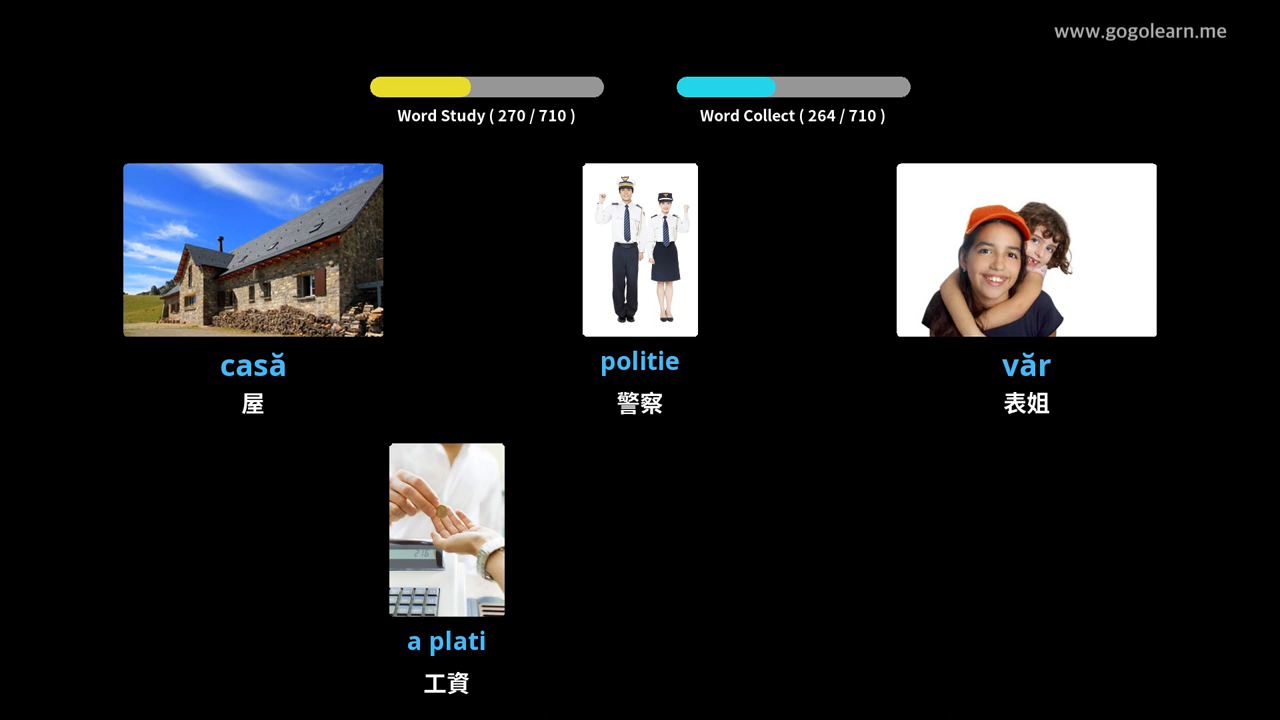 www.gogolearn.me
Word Study ( 270 / 710 )
Word Collect ( 264 / 710 )
casă
politie
văr
屋
警察
表姐
a plati
工資